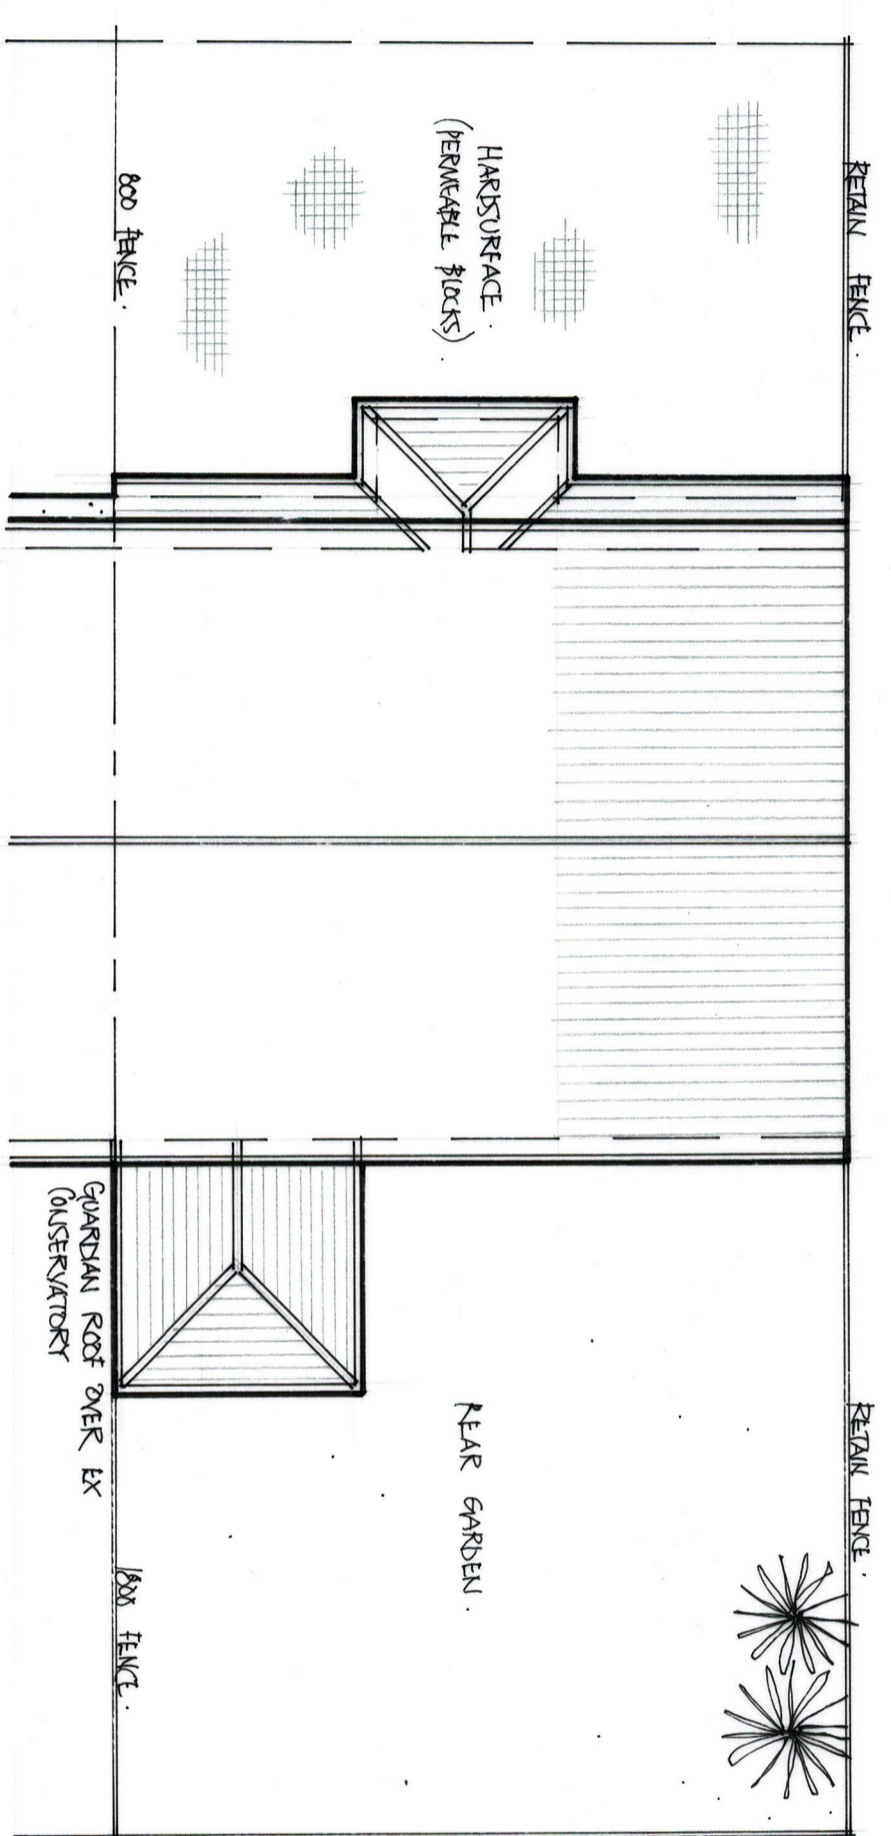 RETAIN FENCE.
HARDSURFACE.
(PERMEABLE BLOCKS).
800 FENCE.
RETAIN FENCE.
REAR GARDEN.
GUARDIAN ROOF OVER EX
CONSERVATORY
1800 FENCE.